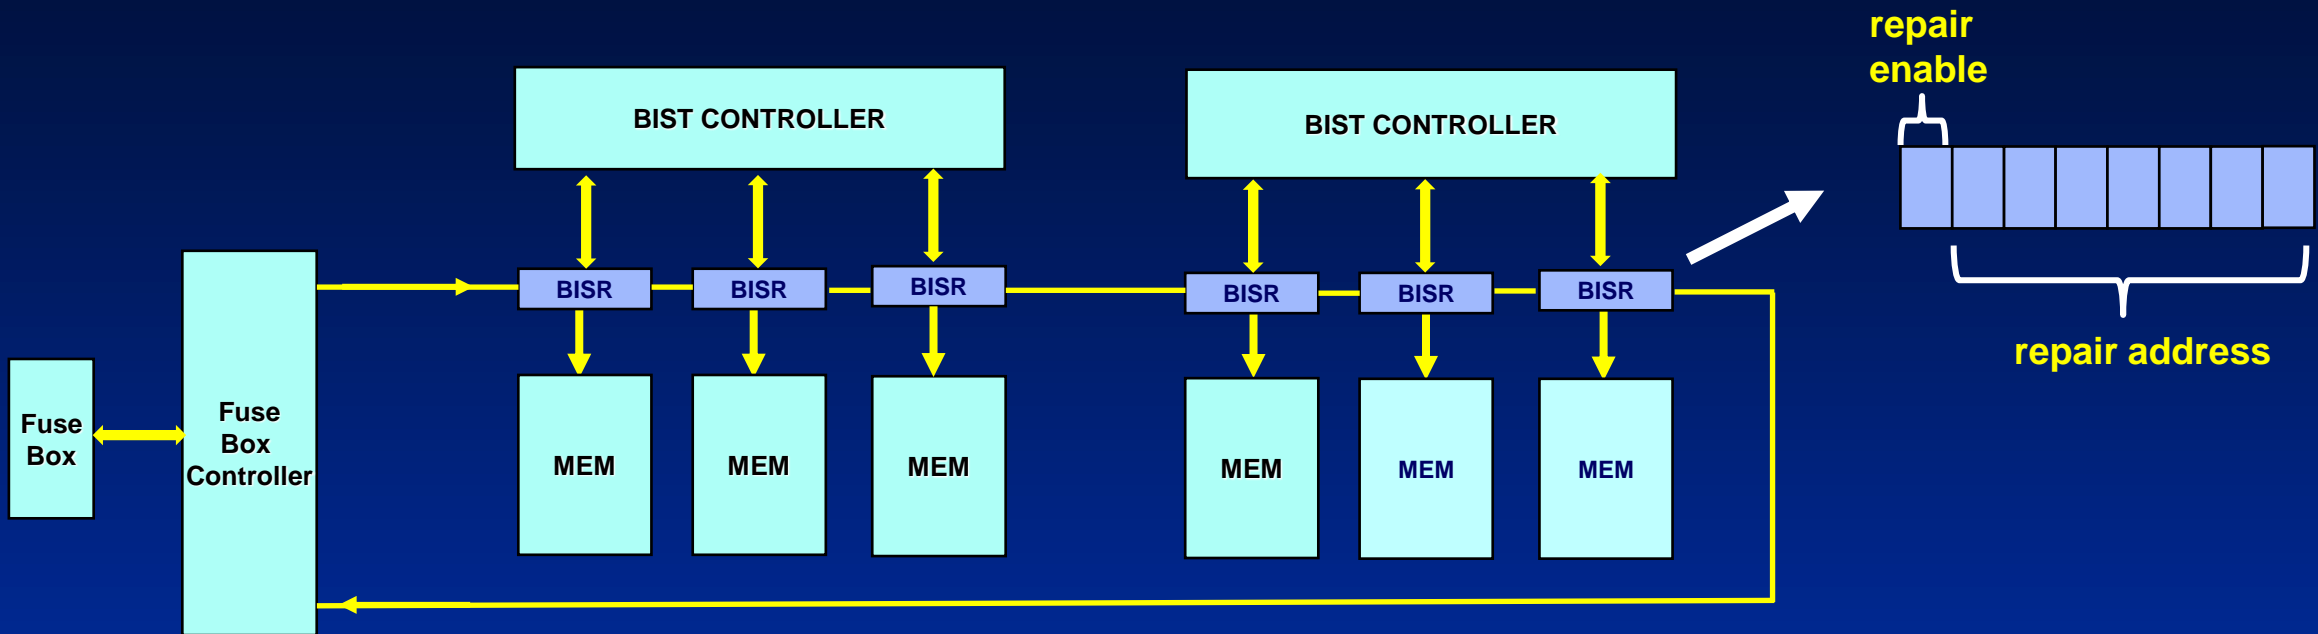 repair
enable
BIST CONTROLLER
BIST CONTROLLER
BISR
BISR
BISR
BISR
BISR
BISR
repair address
Fuse
Box
Fuse
Box
Controller
MEM
MEM
MEM
MEM
MEM
MEM